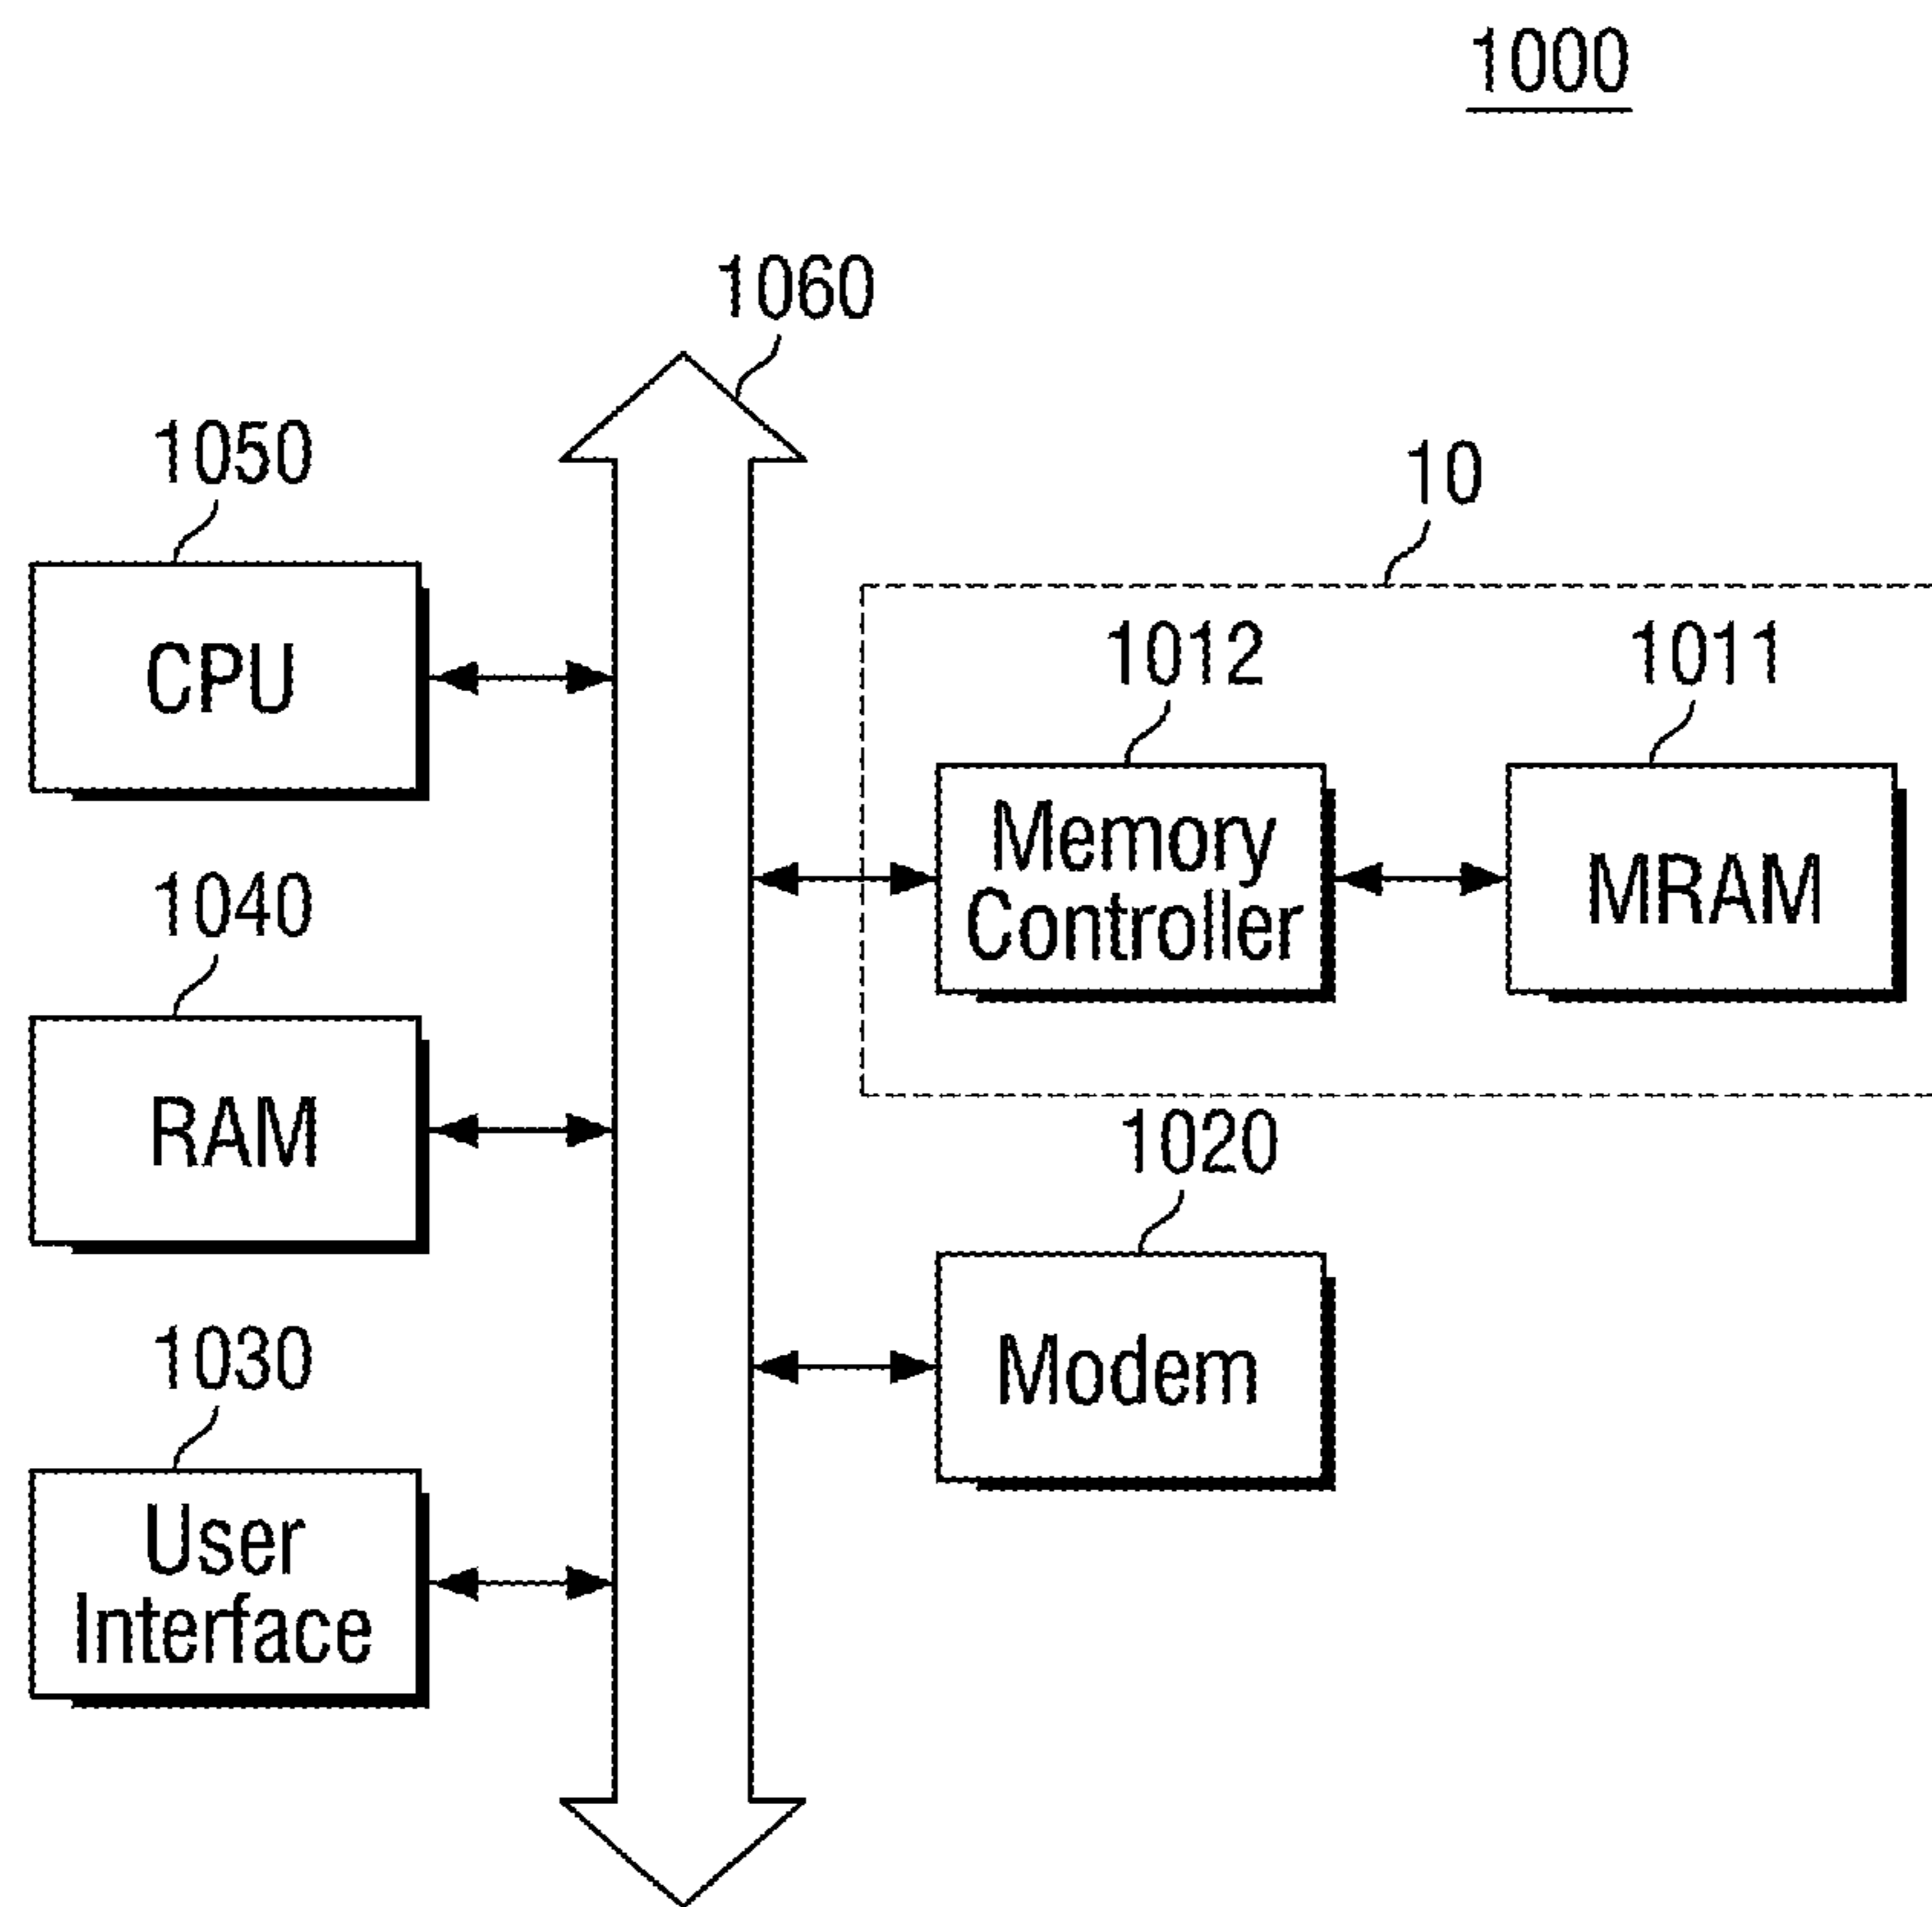 1000
1060
1050
CPU
10
1012
Memory
Controller
1011
MRAM
1040
RAM
1020
Modem
1030
User
Interface